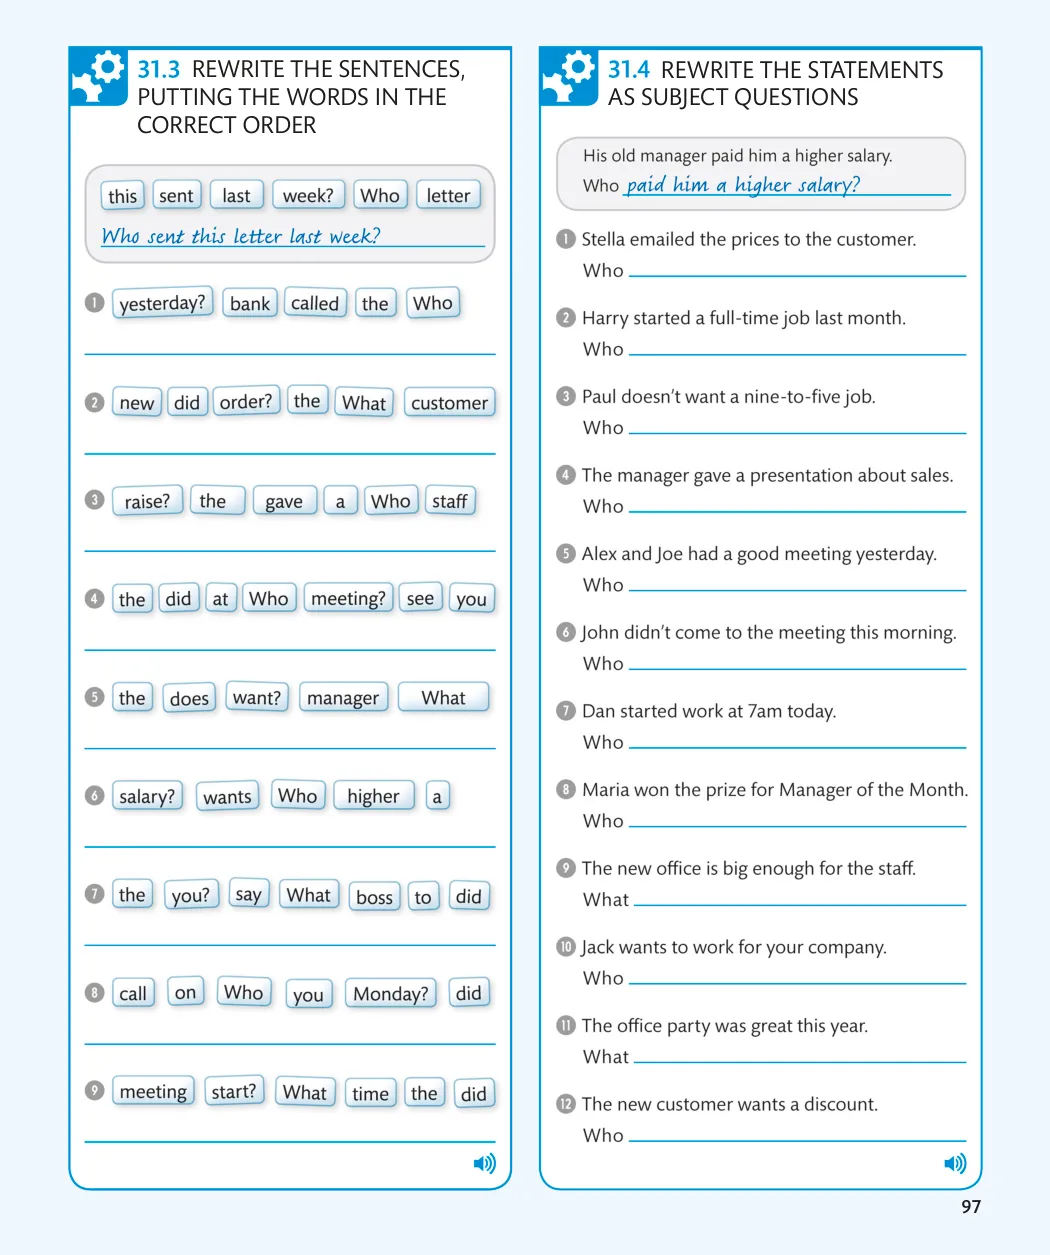 31.3 REWRITE THE SENTENCES,
PUTTING THE WORDS IN THE
CORRECT ORDER
this sent last week? Who letter
Who sent this letter last week?
1 yesterday? bank called the Who
2 new did order? the What customer
3 raise? the gave a Who staff
4 the did at Who meeting? see you
5 the does want? manager What
6 salary? wants Who higher a
7 the you? say What boss to did
8 call on Who you Monday? did
9 meeting start? What time the did
31.4 REWRITE THE STATEMENTS
AS SUBJECT QUESTIONS
His old manager paid him a higher salary.
Who paid him a higher salary?
1 Stella emailed the prices to the customer.
Who
2 Harry started a full-time job last month.
Who
3 Paul doesn't want a nine-to-five job.
Who
4 The manager gave a presentation about sales.
Who
5 Alex and Joe had a good meeting yesterday.
Who
6 John didn't come to the meeting this morning.
Who
7 Dan started work at 7am today.
Who
8 Maria won the prize for Manager of the Month.
Who
9 The new office is big enough for the staff.
What
10 Jack wants to work for your company.
Who
11 The office party was great this year.
What
12 The new customer wants a discount.
Who
97